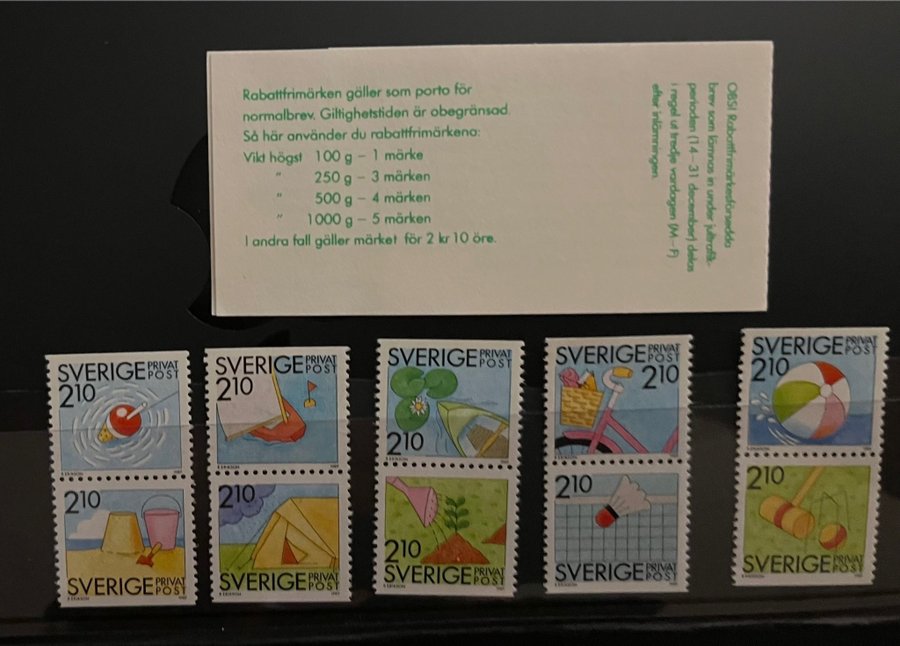 Rabattfrimärken gäller som porto för
normalbrev. Giltighetstiden är obegränsad.
Så här använder du rabattfrimärkena:
Vikt högst 100 g – 1 märke
" 250 g – 3 märken
" 500 g – 4 märken
" 1000 g – 5 märken
I andra fall gäller märket för 2 kr 10 öre.
OBS! Rabattfrimärkesförsedda
brev som lämnas in under jultrafik-
perioden (14–31 december) delas
i regel ut tredje vardagen (M–F)
efter inlämningen.
SVERIGE PRIVAT POST
2.10
SVERIGE PRIVAT POST
2.10
SVERIGE PRIVAT POST
2.10
SVERIGE PRIVAT POST
2.10
SVERIGE PRIVAT POST
2.10
2.10
SVERIGE PRIVAT POST
2.10
SVERIGE PRIVAT POST
2.10
SVERIGE PRIVAT POST
2.10
SVERIGE PRIVAT POST
2.10
SVERIGE PRIVAT POST